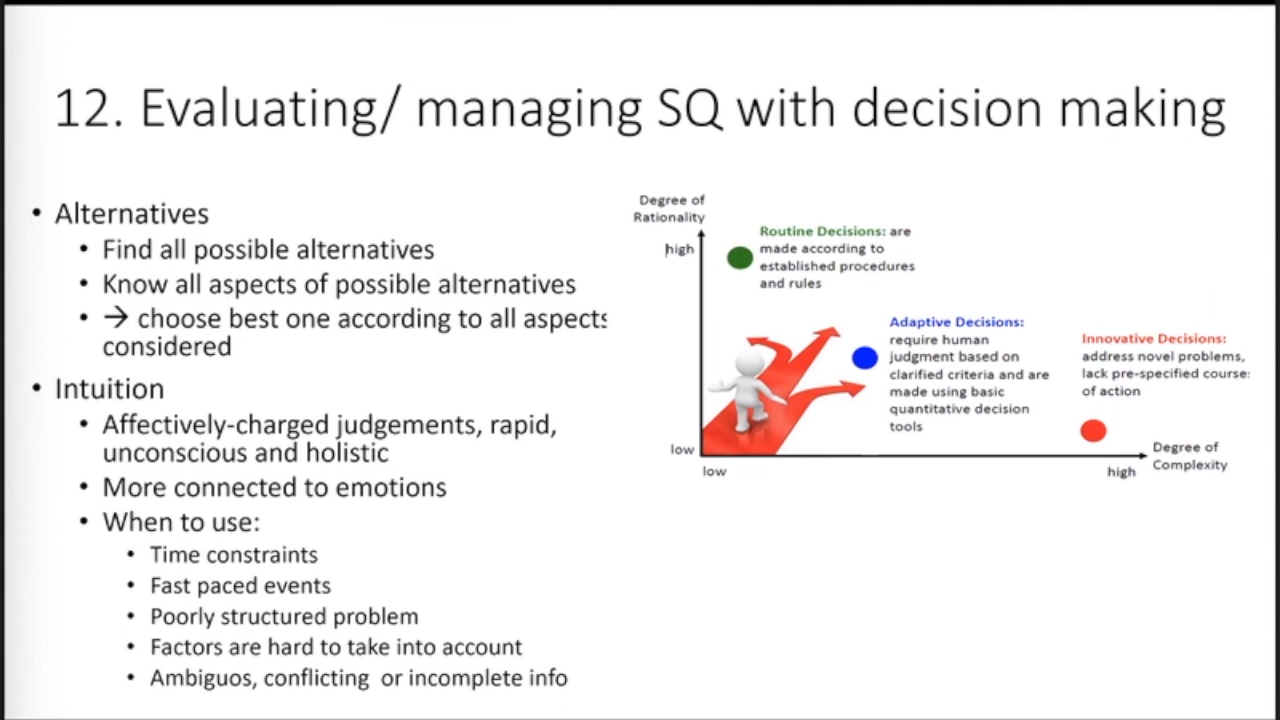 12. Evaluating/ managing SQ with decision making
• Alternatives
• Find all possible alternatives
• Know all aspects of possible alternatives
• → choose best one according to all aspects
considered
• Intuition
• Affectively-charged judgements, rapid,
unconscious and holistic
• More connected to emotions
• When to use:
• Time constraints
• Fast paced events
• Poorly structured problem
• Factors are hard to take into account
• Ambiguos, conflicting or incomplete info
Degree of
Rationality
high
Routine Decisions: are
made according to
established procedures
and rules
Adaptive Decisions:
require human
judgment based on
clarified criteria and are
made using basic
quantitative decision
tools
Innovative Decisions:
address novel problems,
lack pre-specified course:
of action
low
low
high
Degree of
Complexity